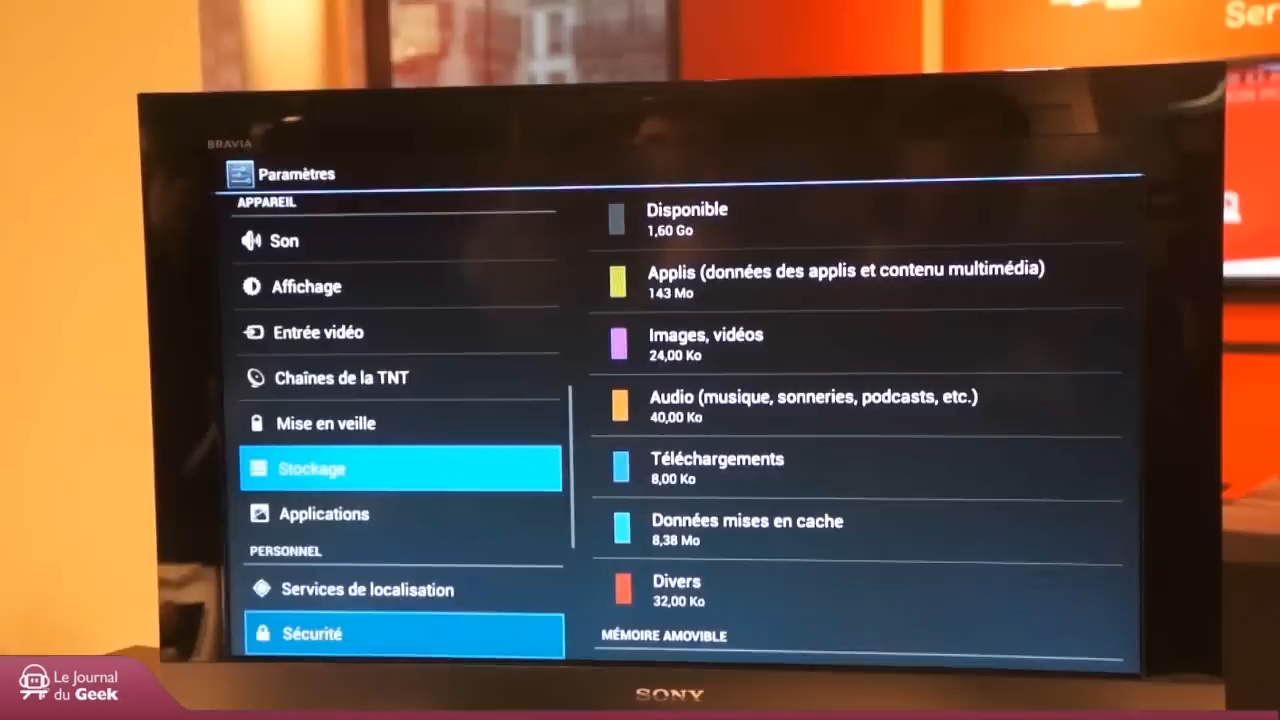 Ser
BRAVIA
Paramètres
APPAREIL
Son
Affichage
Entrée vidéo
Chaînes de la TNT
Mise en veille
Stockage
Applications
PERSONNEL
Services de localisation
Sécurité
Disponible
1,60 Go
Applis (données des applis et contenu multimédia)
143 Mo
Images, vidéos
24,00 Ko
Audio (musique, sonneries, podcasts, etc.)
40,00 Ko
Téléchargements
8,00 Ko
Données mises en cache
8,38 Mo
Divers
32,00 Ko
MÉMOIRE AMOVIBLE
SONY
Le Journal
du Geek